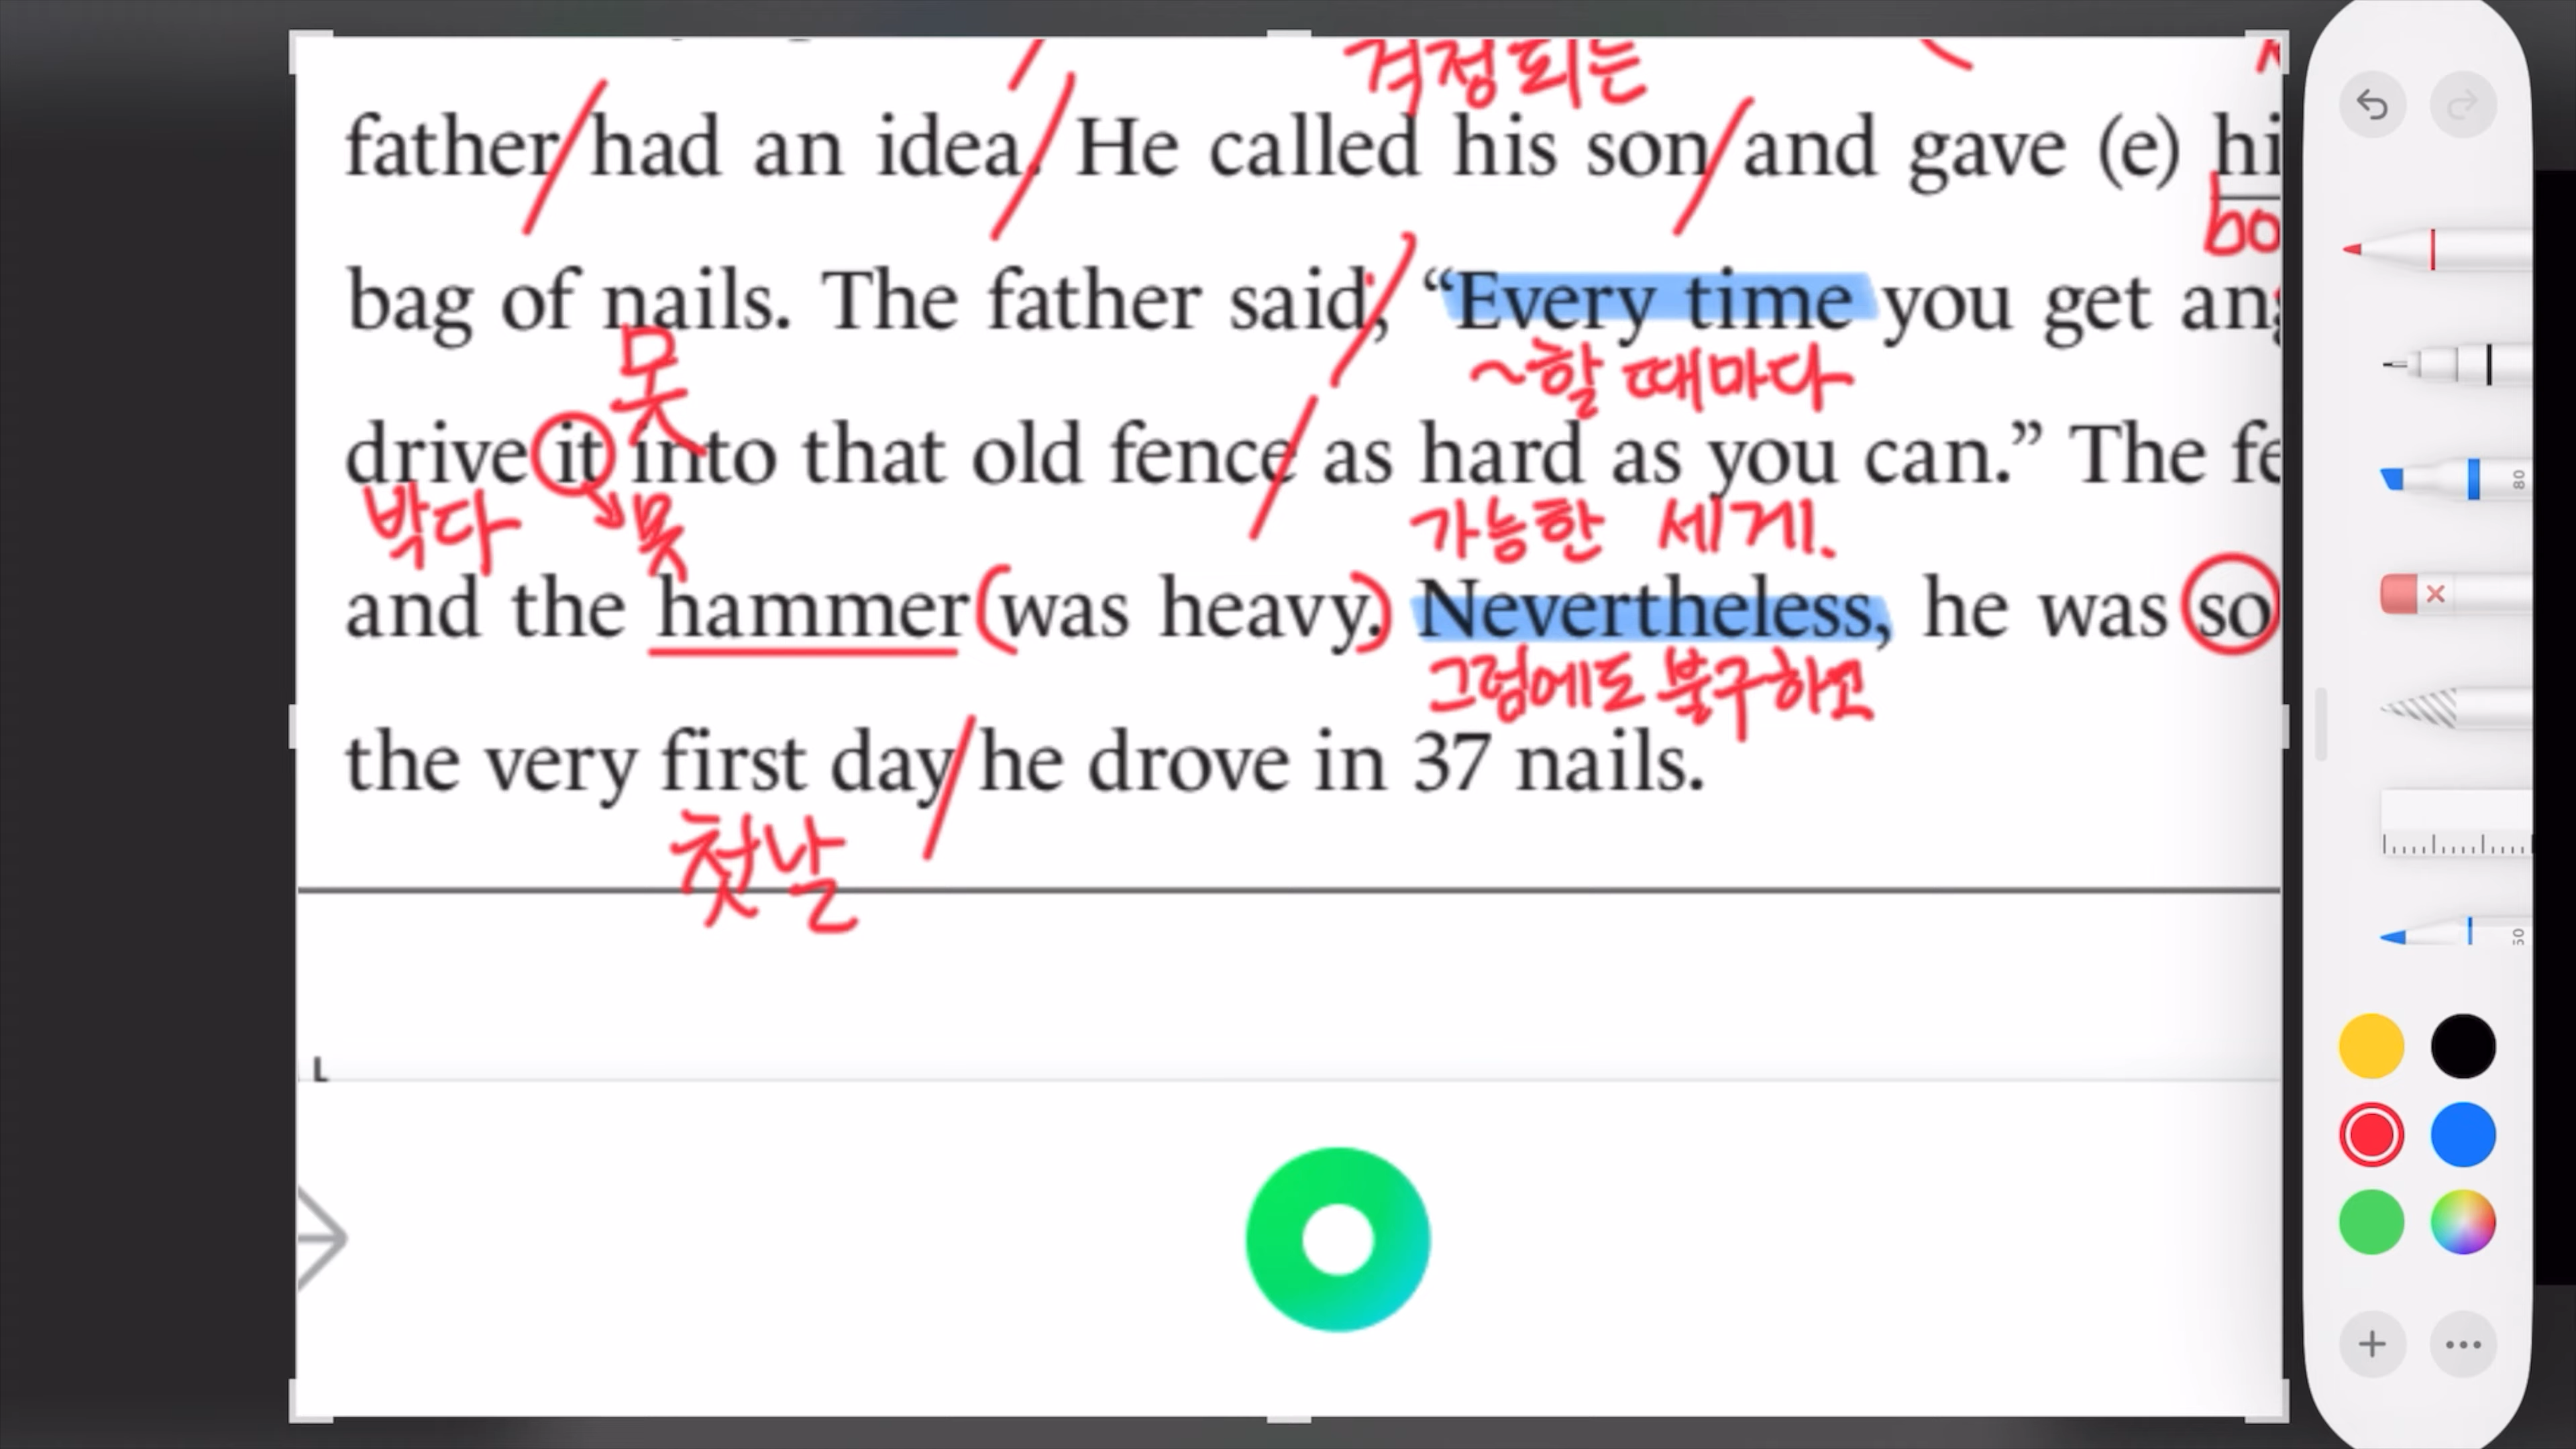 걱정되는
father had an idea. He called his son and gave (e) hi
bo
bag of nails. The father said, “Every time you get ang
못 ~할 때마다
drive it into that old fence as hard as you can.” The fe
박다 못 가능한 세게.
and the hammer (was heavy.) Nevertheless, he was so
그럼에도 불구하고
the very first day he drove in 37 nails.
첫날
L
80
50